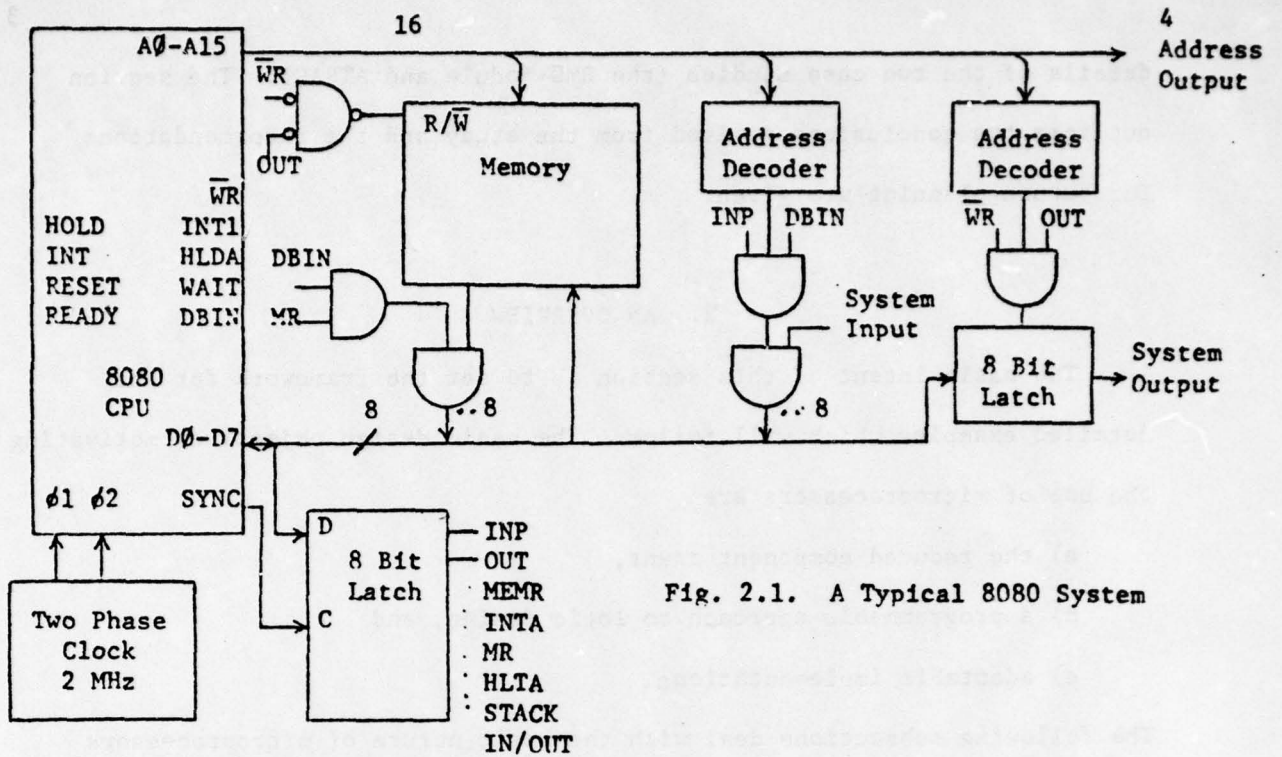 16
4
A0-A15
Address
Output
W̅R̅
OUT
R/W̅
Memory
Address
Decoder
Address
Decoder
W̅R̅
HOLD INT1
INT HLDA
RESET WAIT
READY DBIN
DBIN
MR
INP DBIN
W̅R̅ OUT
System
Input
8080
CPU
8 Bit
Latch
System
Output
8
..8
..8
D0-D7
ϕ1 ϕ2 SYNC
D
8 Bit
Latch
C
INP
OUT
MEMR
INTA
MR
HLTA
STACK
IN/OUT
Two Phase
Clock
2 MHz
Fig. 2.1. A Typical 8080 System